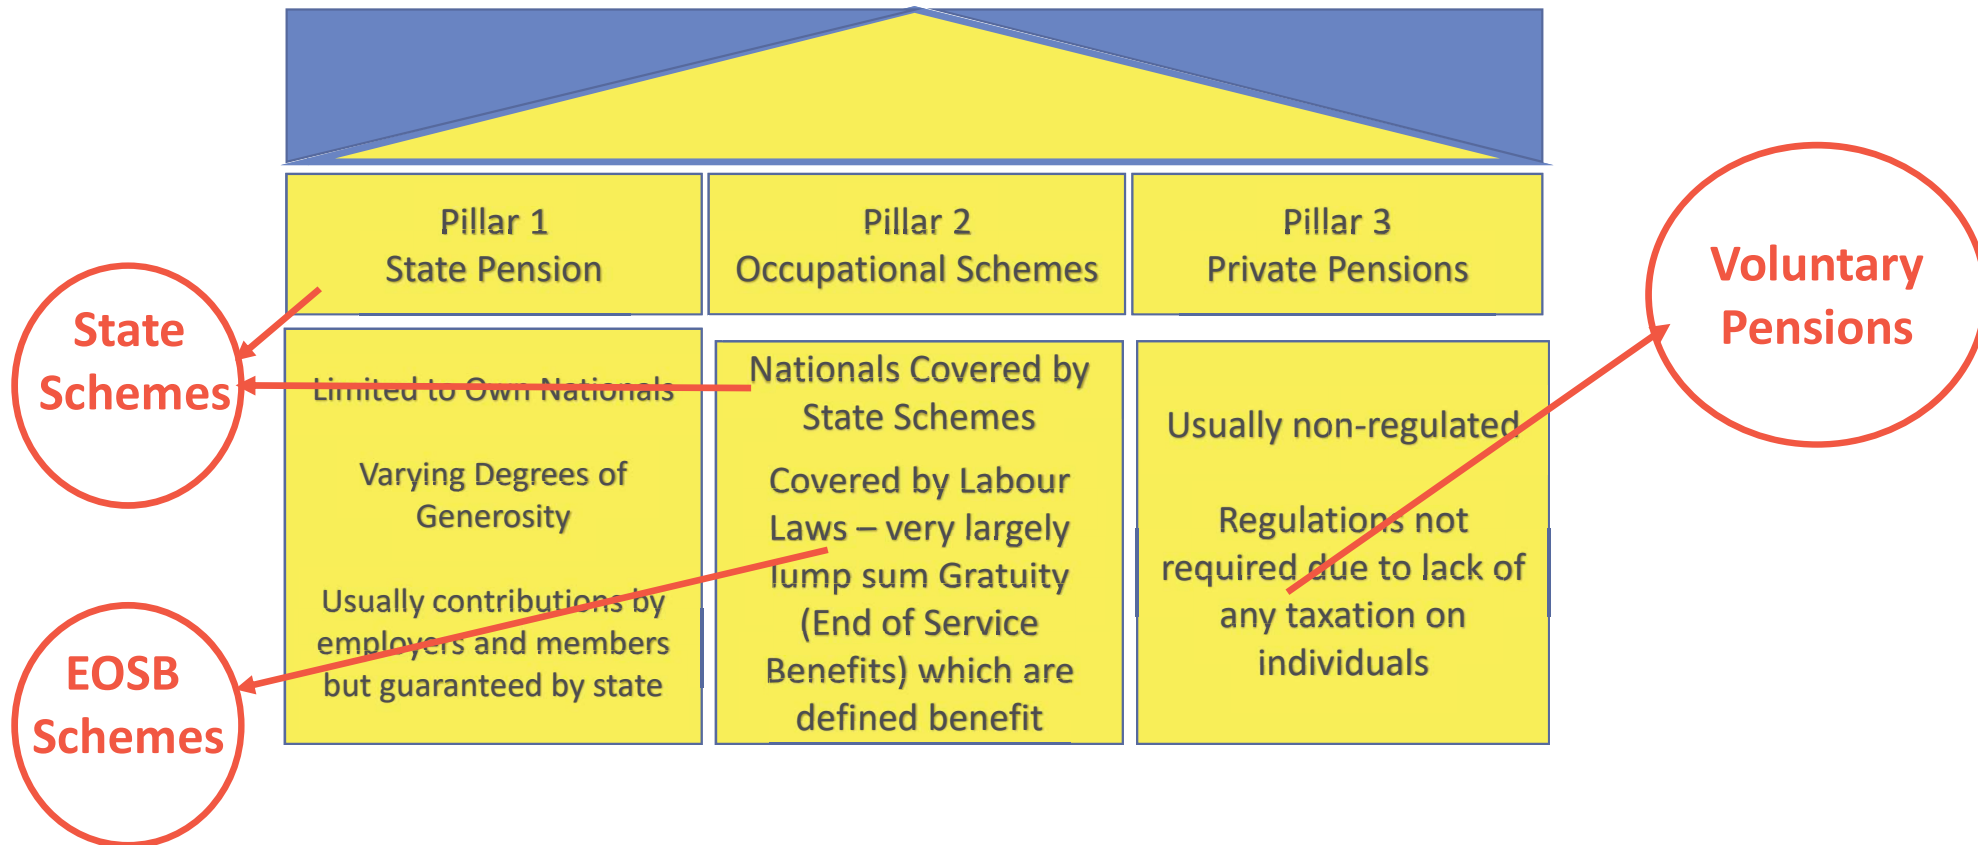 Pillar 1
State Pension
Pillar 2
Occupational Schemes
Pillar 3
Private Pensions
State
Schemes
EOSB
Schemes
Limited to Own Nationals
Varying Degrees of
Generosity
Usually contributions by
employers and members
but guaranteed by state
Nationals Covered by
State Schemes
Covered by Labour
Laws – very largely
lump sum Gratuity
(End of Service
Benefits) which are
defined benefit
Usually non-regulated
Regulations not
required due to lack of
any taxation on
individuals
Voluntary
Pensions